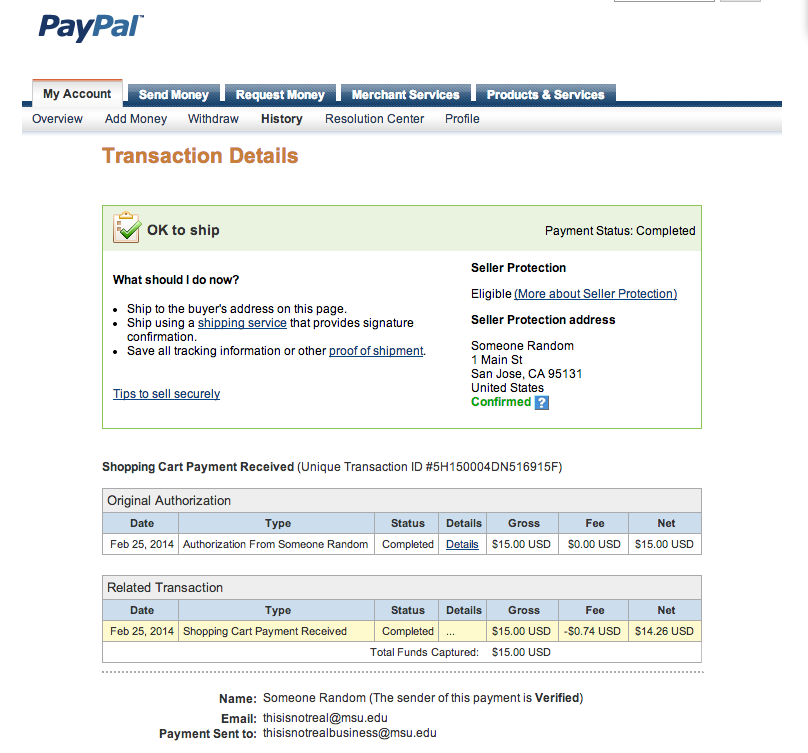 PayPal™
My Account Send Money Request Money Merchant Services Products & Services
Overview Add Money Withdraw History Resolution Center Profile
Transaction Details
OK to ship Payment Status: Completed
What should I do now?
• Ship to the buyer's address on this page.
• Ship using a shipping service that provides signature
confirmation.
• Save all tracking information or other proof of shipment.
Tips to sell securely
Seller Protection
Eligible (More about Seller Protection)
Seller Protection address
Someone Random
1 Main St
San Jose, CA 95131
United States
Confirmed ?
Shopping Cart Payment Received (Unique Transaction ID #5H150004DN516915F)
Original Authorization
Date Type Status Details Gross Fee Net
Feb 25, 2014 Authorization From Someone Random Completed Details $15.00 USD $0.00 USD $15.00 USD
Related Transaction
Date Type Status Details Gross Fee Net
Feb 25, 2014 Shopping Cart Payment Received Completed ... $15.00 USD -$0.74 USD $14.26 USD
Total Funds Captured: $15.00 USD
Name: Someone Random (The sender of this payment is Verified)
Email: thisisnotreal@msu.edu
Payment Sent to: thisisnotrealbusiness@msu.edu